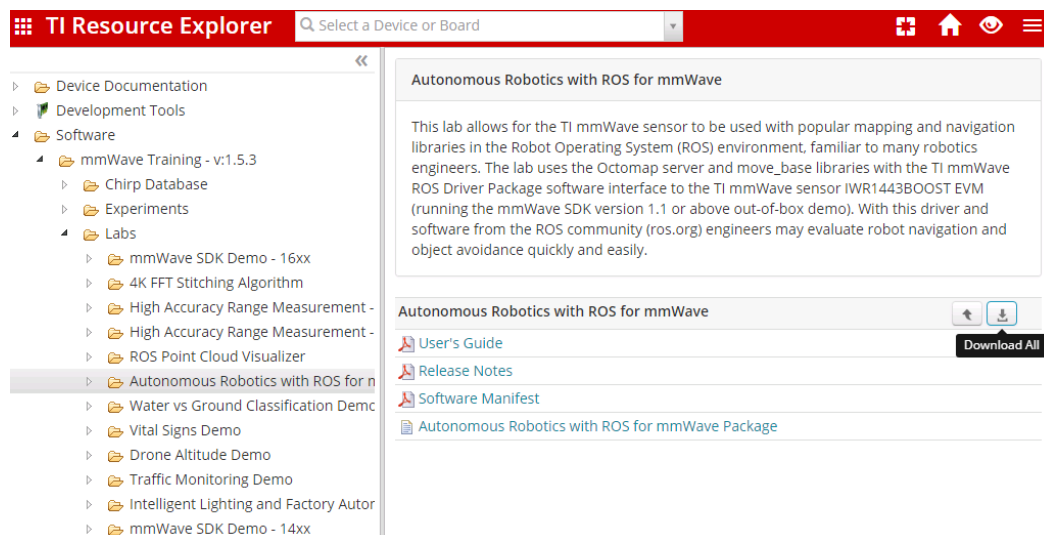 TI Resource Explorer
Select a Device or Board
Device Documentation
Development Tools
Software
mmWave Training - v:1.5.3
Chirp Database
Experiments
Labs
mmWave SDK Demo - 16xx
4K FFT Stitching Algorithm
High Accuracy Range Measurement -
High Accuracy Range Measurement -
ROS Point Cloud Visualizer
Autonomous Robotics with ROS for n
Water vs Ground Classification Demc
Vital Signs Demo
Drone Altitude Demo
Traffic Monitoring Demo
Intelligent Lighting and Factory Autor
mmWave SDK Demo - 14xx
Autonomous Robotics with ROS for mmWave
This lab allows for the TI mmWave sensor to be used with popular mapping and navigation
libraries in the Robot Operating System (ROS) environment, familiar to many robotics
engineers. The lab uses the Octomap server and move_base libraries with the TI mmWave
ROS Driver Package software interface to the TI mmWave sensor IWR1443BOOST EVM
(running the mmWave SDK version 1.1 or above out-of-box demo). With this driver and
software from the ROS community (ros.org) engineers may evaluate robot navigation and
object avoidance quickly and easily.
Autonomous Robotics with ROS for mmWave
Download All
User's Guide
Release Notes
Software Manifest
Autonomous Robotics with ROS for mmWave Package